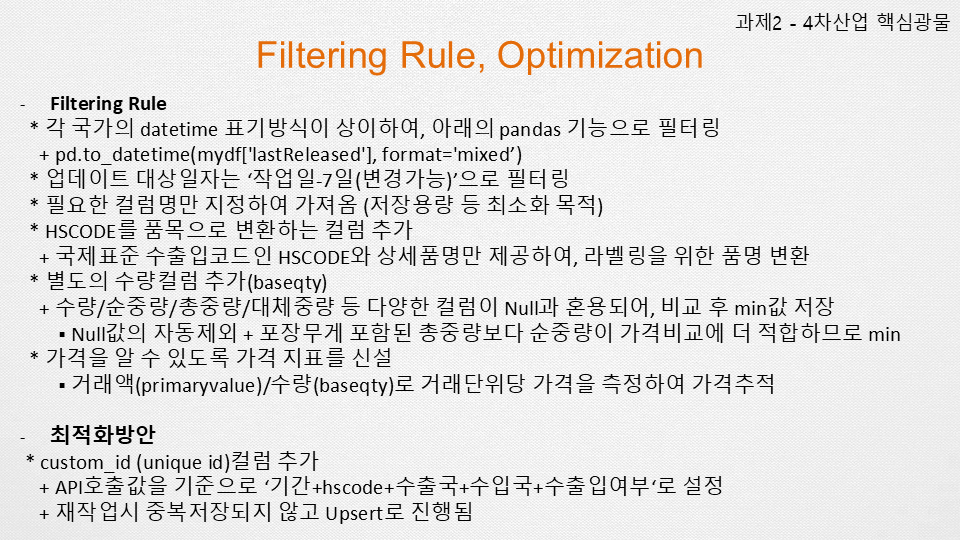 과제2 - 4차산업 핵심광물
Filtering Rule, Optimization
- Filtering Rule
* 각 국가의 datetime 표기방식이 상이하여, 아래의 pandas 기능으로 필터링
+ pd.to_datetime(mydf['lastReleased'], format='mixed’)
* 업데이트 대상일자는 ‘작업일-7일(변경가능)’으로 필터링
* 필요한 컬럼명만 지정하여 가져옴 (저장용량 등 최소화 목적)
* HSCODE를 품목으로 변환하는 컬럼 추가
+ 국제표준 수출입코드인 HSCODE와 상세품명만 제공하여, 라벨링을 위한 품명 변환
* 별도의 수량컬럼 추가(baseqty)
+ 수량/순중량/총중량/대체중량 등 다양한 컬럼이 Null과 혼용되어, 비교 후 min값 저장
▪ Null값의 자동제외 + 포장무게 포함된 총중량보다 순중량이 가격비교에 더 적합하므로 min
* 가격을 알 수 있도록 가격 지표를 신설
▪ 거래액(primaryvalue)/수량(baseqty)로 거래단위당 가격을 측정하여 가격추적
- 최적화방안
* custom_id (unique id)컬럼 추가
+ API호출값을 기준으로 ‘기간+hscode+수출국+수입국+수출입여부‘로 설정
+ 재작업시 중복저장되지 않고 Upsert로 진행됨